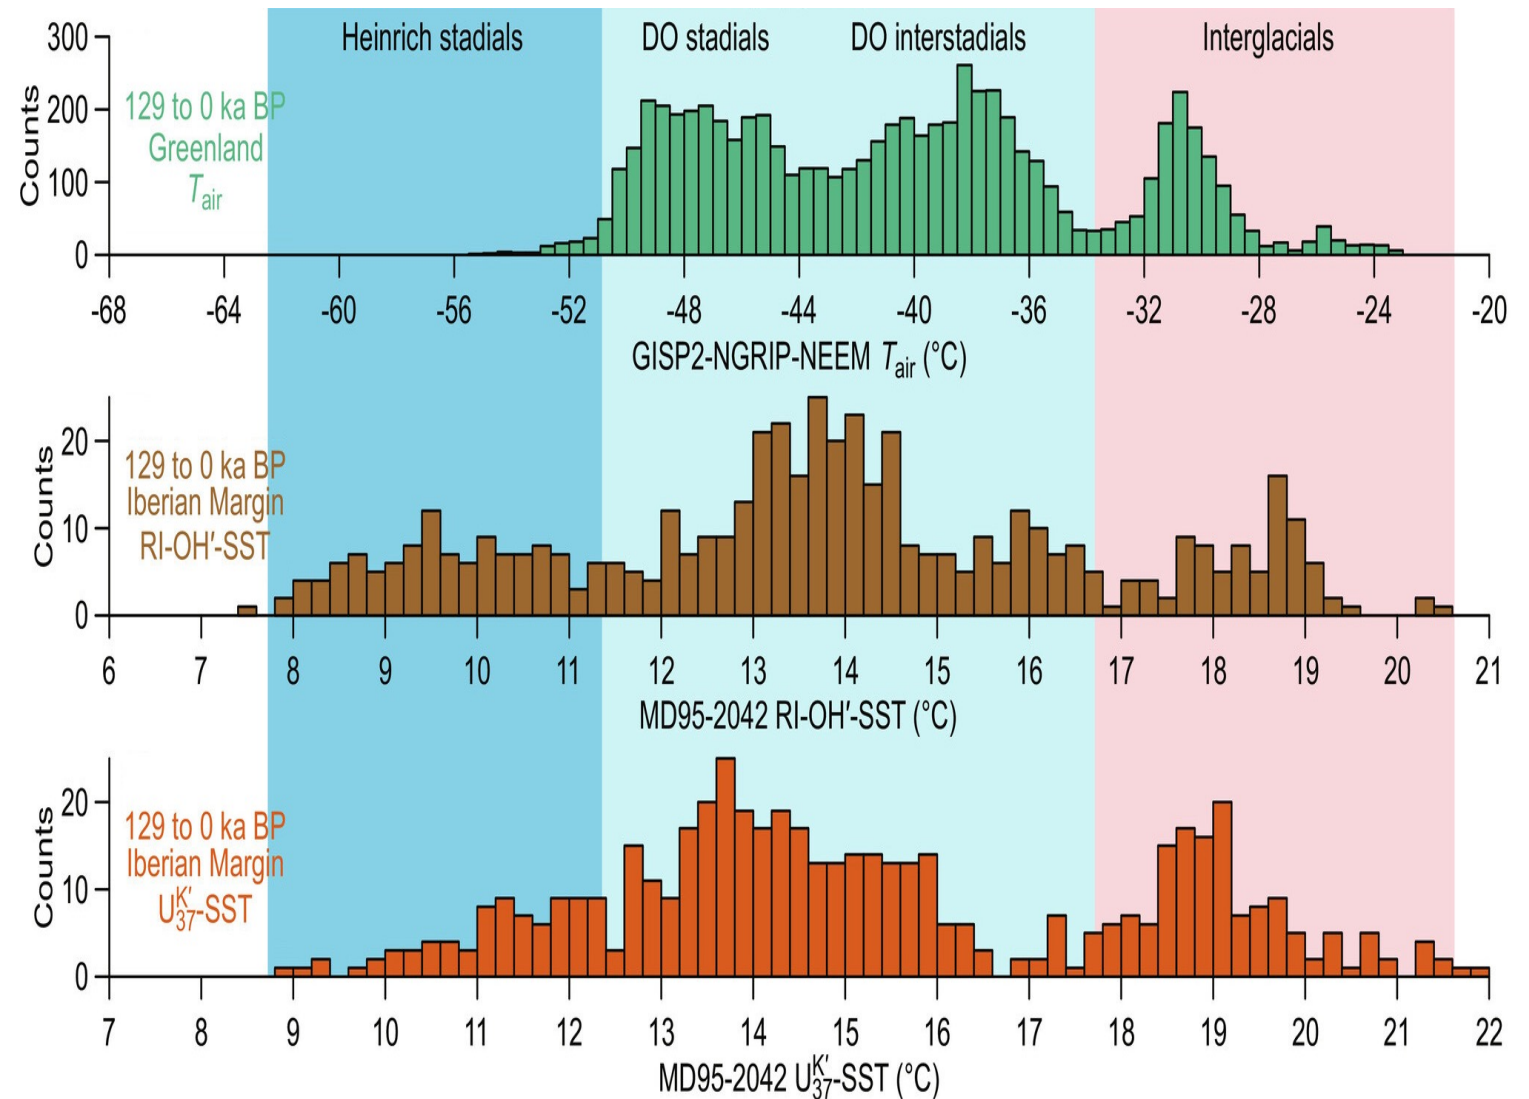 Heinrich stadials
DO stadials
DO interstadials
Interglacials
300
200
100
0
Counts
129 to 0 ka BP
Greenland
Tair
-68 -64 -60 -56 -52 -48 -44 -40 -36 -32 -28 -24 -20
GISP2-NGRIP-NEEM Tair (°C)
20
10
0
Counts
129 to 0 ka BP
Iberian Margin
RI-OH′-SST
6 7 8 9 10 11 12 13 14 15 16 17 18 19 20 21
MD95-2042 RI-OH′-SST (°C)
20
10
0
Counts
129 to 0 ka BP
Iberian Margin
U37K′-SST
7 8 9 10 11 12 13 14 15 16 17 18 19 20 21 22
MD95-2042 U37K′-SST (°C)